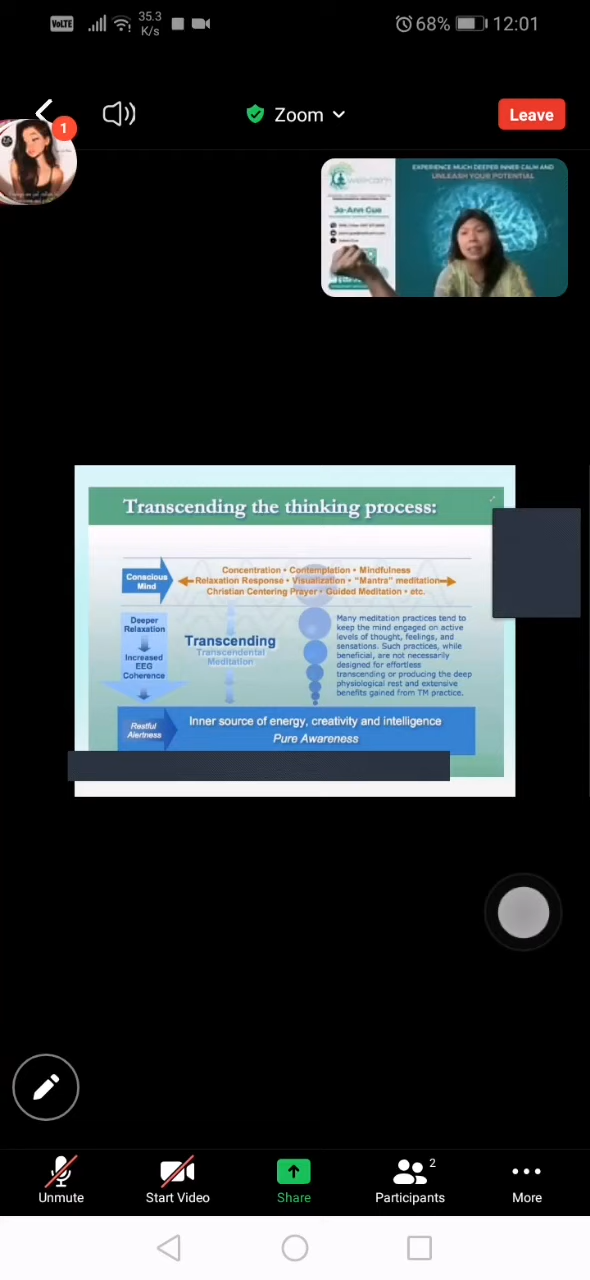 VoLTE
35.3
K/s
68%
12:01
1
Zoom
Leave
EXPERIENCE MUCH DEEPER INNER CALM AND
UNLEASH YOUR POTENTIAL
Jo-Ann Gue
Transcending the thinking process:
Conscious
Mind
Concentration • Contemplation • Mindfulness
Relaxation Response • Visualization • "Mantra" meditation
Christian Centering Prayer • Guided Meditation • etc.
Deeper
Relaxation
Increased
EEG
Coherence
Transcending
Transcendental
Meditation
Many meditation practices tend to
keep the mind engaged on active
levels of thought, feelings, and
sensations. Such practices, while
beneficial, are not necessarily
designed for effortless
transcending or producing the deep
physiological rest and extensive
benefits gained from TM practice.
Restful
Alertness
Inner source of energy, creativity and intelligence
Pure Awareness
Unmute
Start Video
Share
Participants
2
More